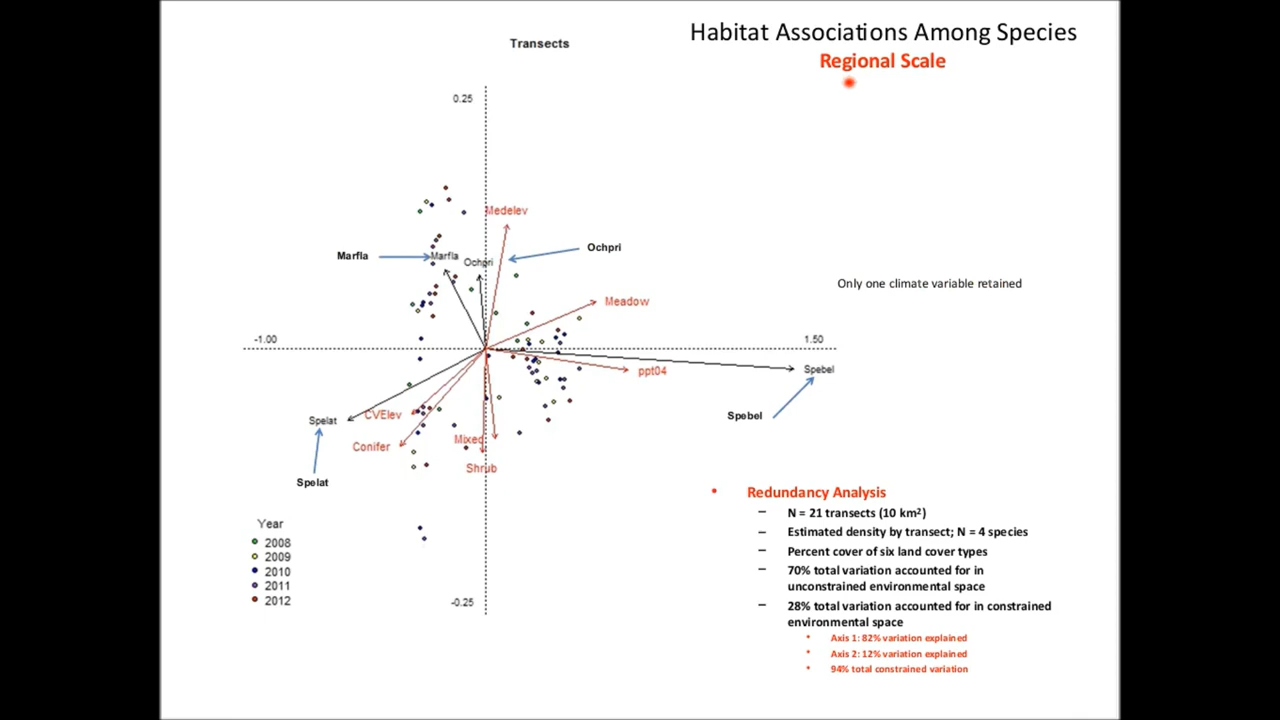 Habitat Associations Among Species
Regional Scale
Transects
0.25
Medelev
Marfla
Marfla
Ochpri
Ochpri
Only one climate variable retained
Meadow
-1.00
1.50
ppt04
Spebel
Spebel
Spelat
CVElev
Conifer
Mixed
Shrub
Spelat
-0.25
Year
2008
2009
2010
2011
2012
• Redundancy Analysis
– N = 21 transects (10 km²)
– Estimated density by transect; N = 4 species
– Percent cover of six land cover types
– 70% total variation accounted for in
unconstrained environmental space
– 28% total variation accounted for in constrained
environmental space
• Axis 1: 82% variation explained
• Axis 2: 12% variation explained
• 94% total constrained variation